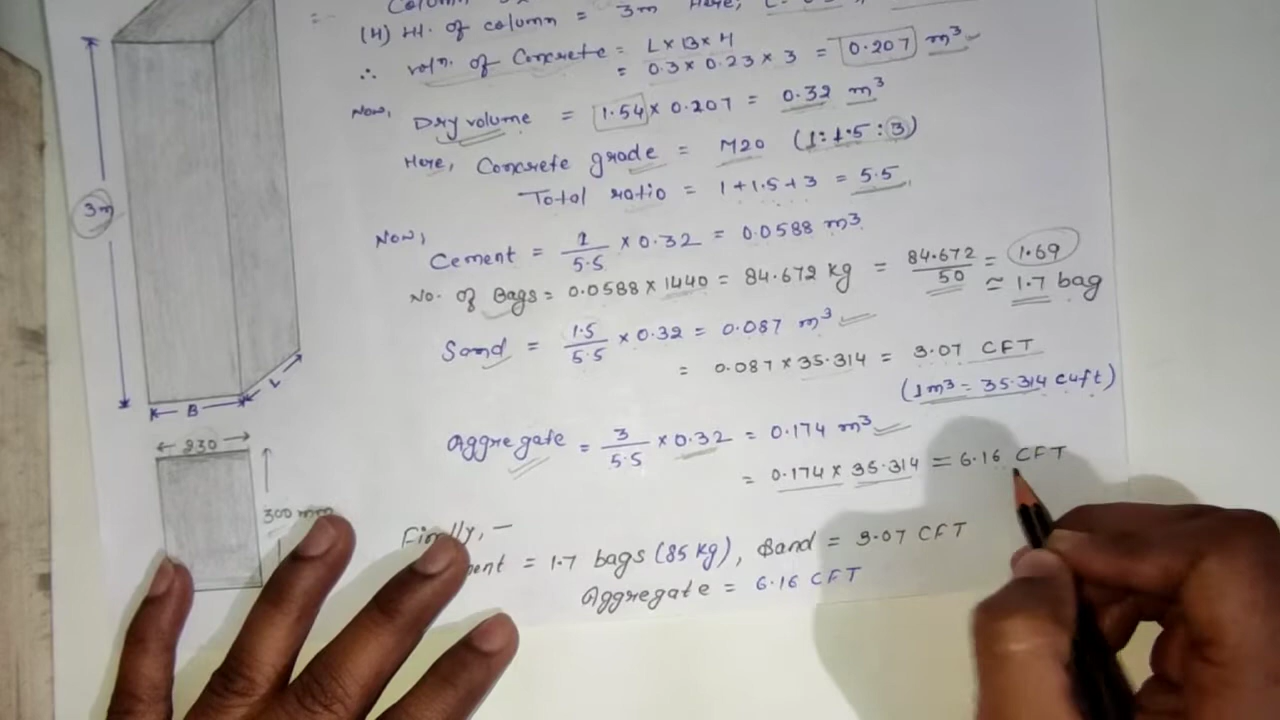 Column
(H) Ht. of column = 3m Here,
∴ voln. of Concrete = L×B×H
= 0.3 × 0.23 × 3 = 0.207 m³
Now, Dry volume = 1.54 × 0.207 = 0.32 m³
Here, Concrete grade = M20 (1:1.5:3)
Total ratio = 1+1.5+3 = 5.5
Now,
Cement = 1/5.5 × 0.32 = 0.0588 m³
No. of Bags = 0.0588 × 1440 = 84.672 kg = 84.672/50 = 1.69
≃ 1.7 bag
Sand = 1.5/5.5 × 0.32 = 0.087 m³
= 0.087 × 35.314 = 3.07 CFT
(1m³ = 35.314 Cuft)
Aggregate = 3/5.5 × 0.32 = 0.174 m³
= 0.174 × 35.314 = 6.16 CFT
Finlly, —
= 1.7 bags (85 kg), Sand = 3.07 CFT
Aggregate = 6.16 CFT
3m
B
L
230
300 mm